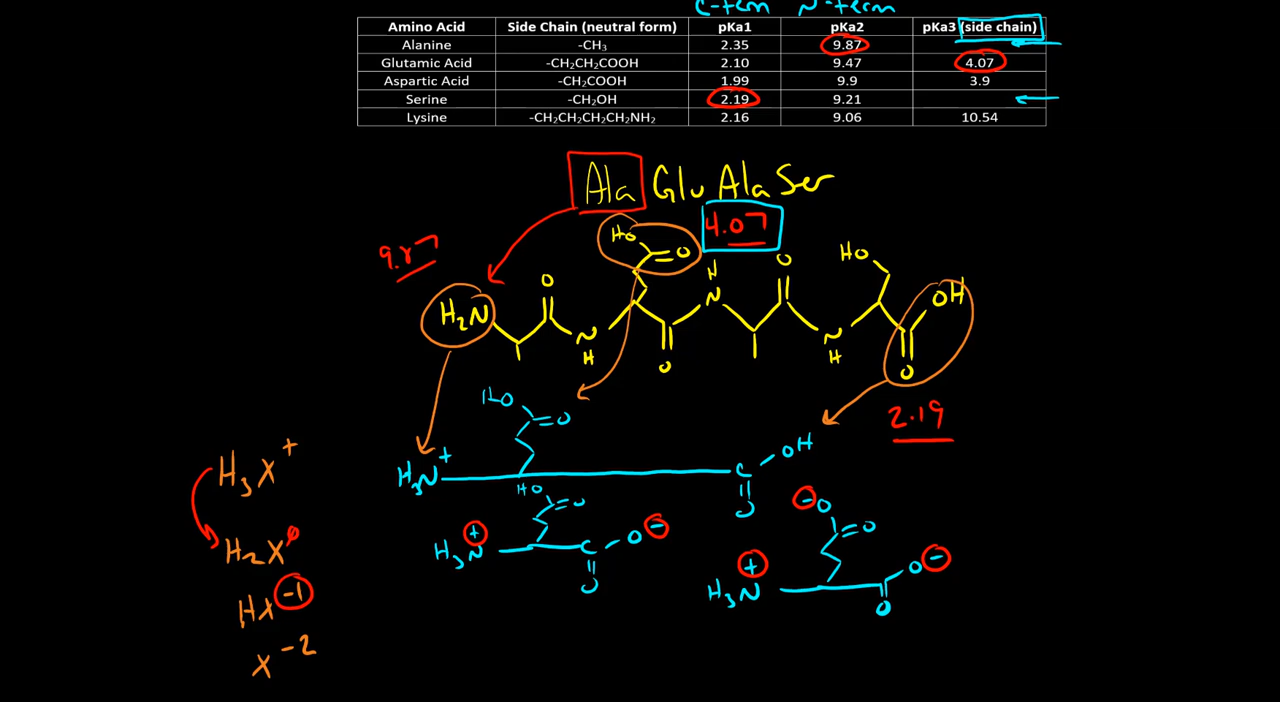 C-term N-term
Amino Acid Side Chain (neutral form) pKa1 pKa2 pKa3 (side chain)
Alanine -CH₃ 2.35 9.87
Glutamic Acid -CH₂CH₂COOH 2.10 9.47 4.07
Aspartic Acid -CH₂COOH 1.99 9.9 3.9
Serine -CH₂OH 2.19 9.21
Lysine -CH₂CH₂CH₂CH₂NH₂ 2.16 9.06 10.54
Ala Glu Ala Ser
4.07
9.87
HO O
H
N
O
O
HO
OH
H₂N
N
H
O
N
H
O
2.19
HO
O
H₃N⁺
C
OH
O
H₃X⁺
H₂X⁰
HX⁻¹
X⁻²
HO
O
H₃N
+
C
O
−
O
−
O
O
H₃N
+
O
−
O